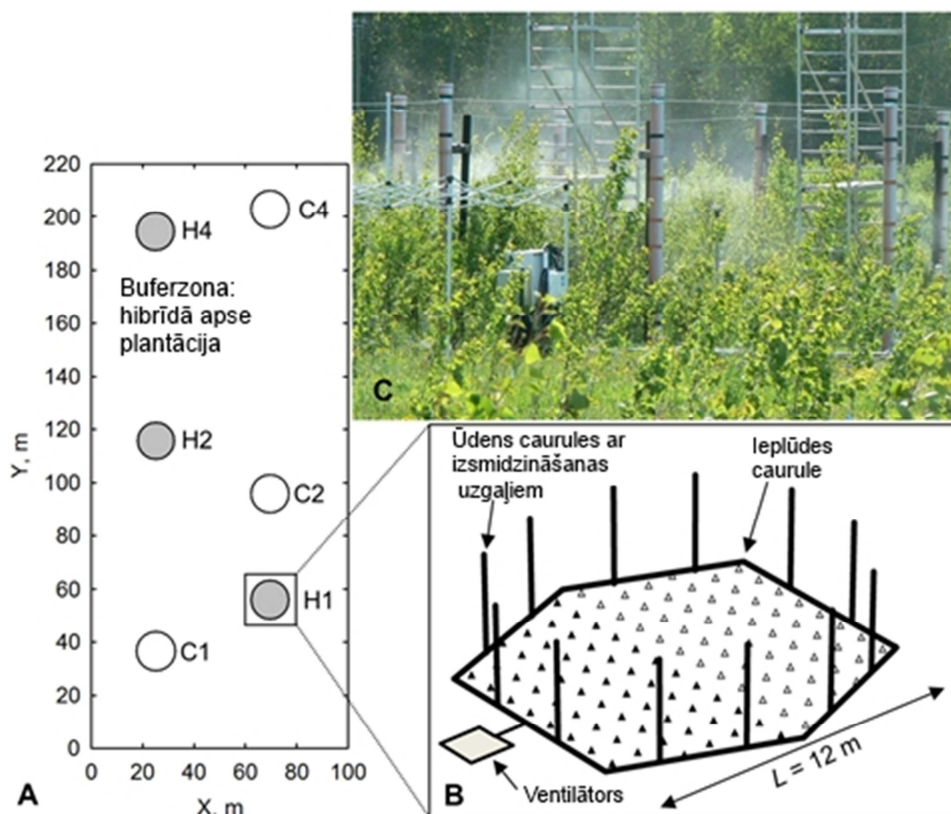 220
200
180
160
140
120
100
80
60
40
20
0
Y, m
0 20 40 60 80 100
X, m
H4
C4
Buferzona:
hibrīdā apse
plantācija
H2
C2
H1
C1
A
C
Ūdens caurules ar
izsmidzināšanas
uzgaļiem
Ieplūdes
caurule
L = 12 m
Ventilātors
B